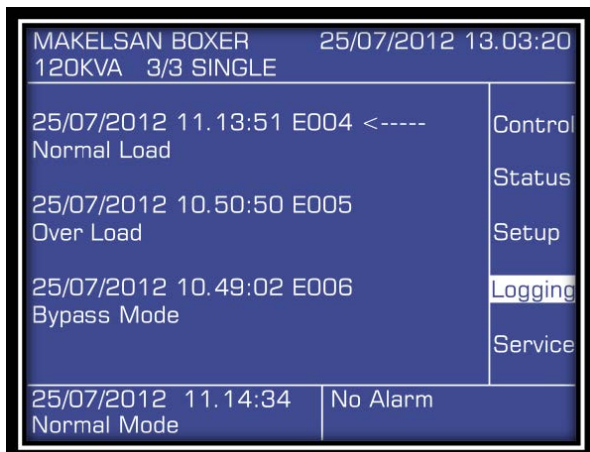 MAKELSAN BOXER 25/07/2012 13.03:20
120KVA 3/3 SINGLE
25/07/2012 11.13:51 E004 <-----
Normal Load
25/07/2012 10.50:50 E005
Over Load
25/07/2012 10.49:02 E006
Bypass Mode
Control
Status
Setup
Logging
Service
25/07/2012 11.14:34
Normal Mode
No Alarm